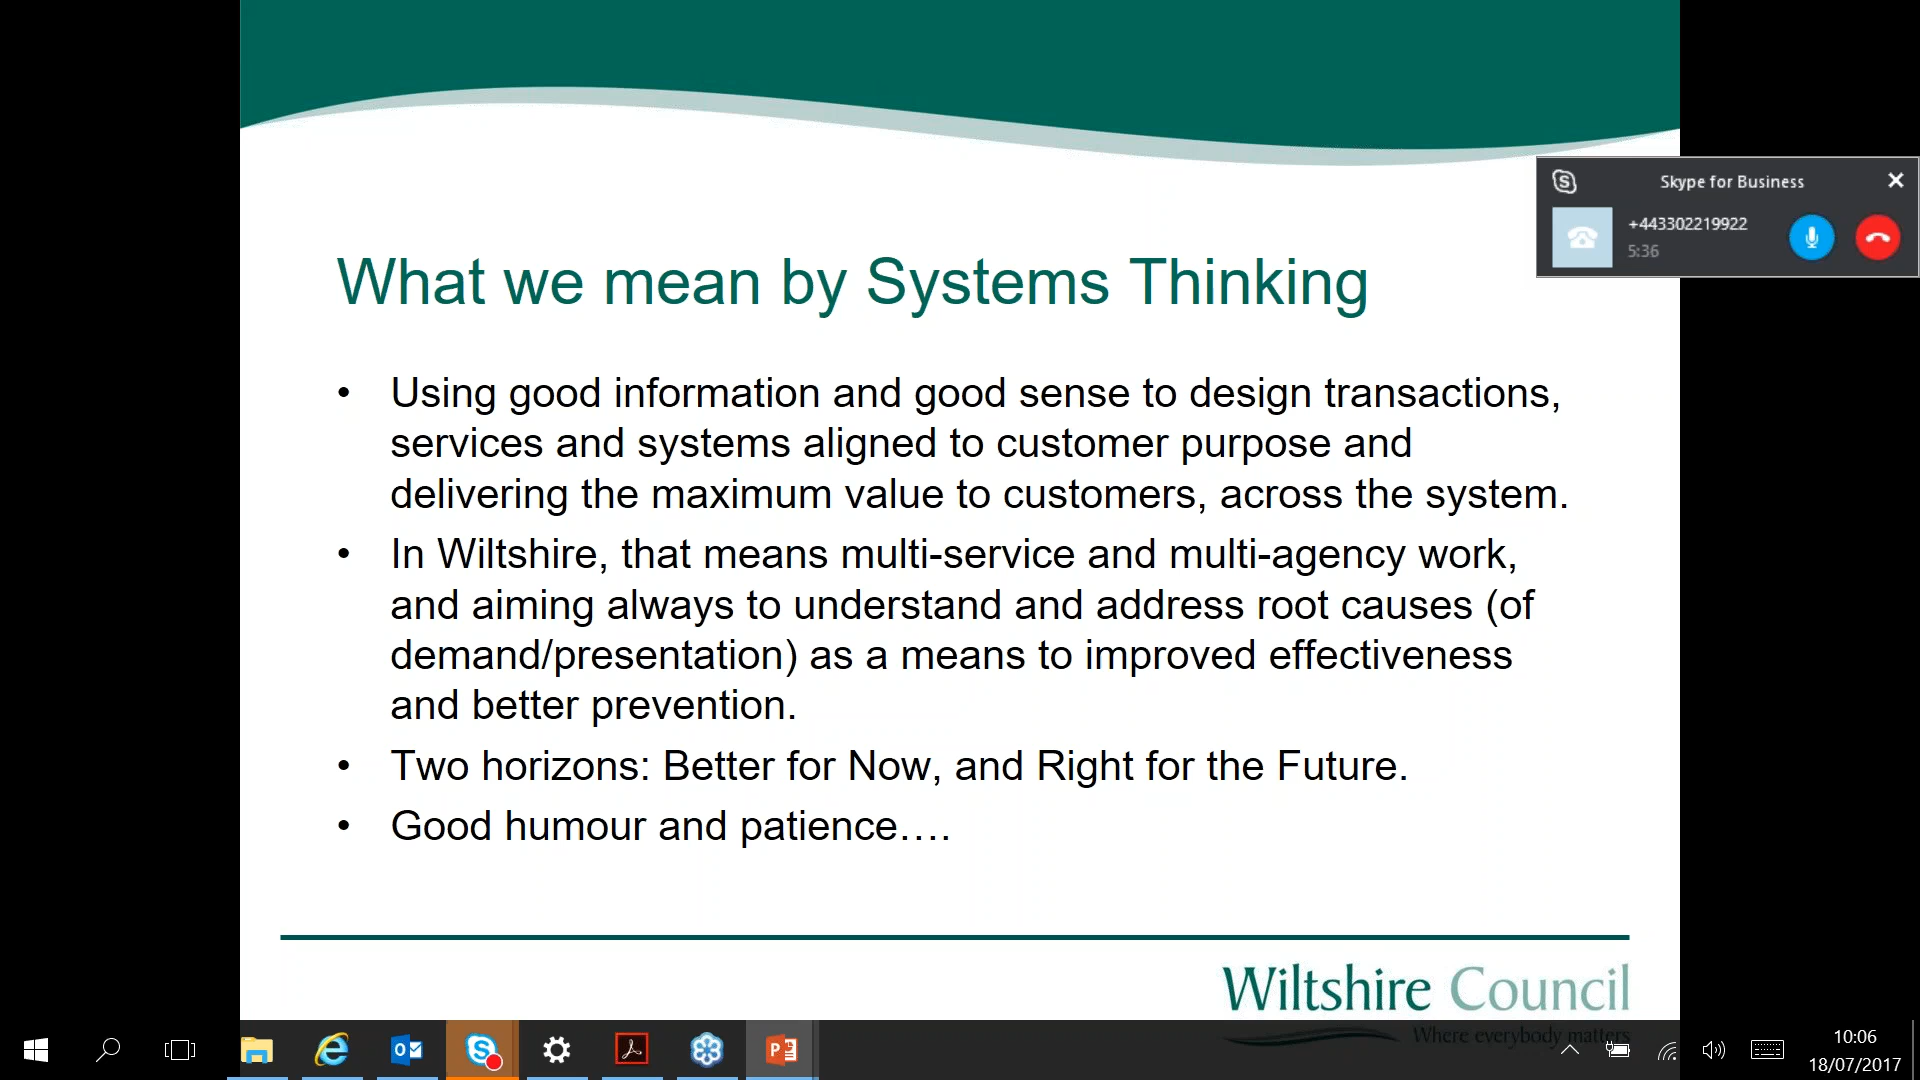 Skype for Business
+443302219922
5:36
What we mean by Systems Thinking
• Using good information and good sense to design transactions,
services and systems aligned to customer purpose and
delivering the maximum value to customers, across the system.
• In Wiltshire, that means multi-service and multi-agency work,
and aiming always to understand and address root causes (of
demand/presentation) as a means to improved effectiveness
and better prevention.
• Two horizons: Better for Now, and Right for the Future.
• Good humour and patience….
Wiltshire Council
Where everybody matters
10:06
18/07/2017